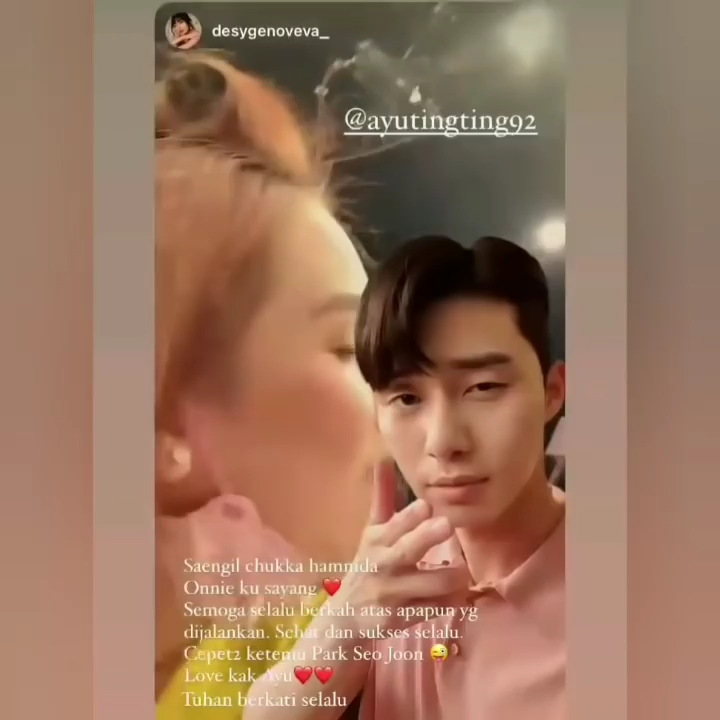 desygenoveva_
@ayutingting92
Saengil chukka hamnida
Onnie ku sayang ❤️
Semoga selalu berkah atas apapun yg
dijalankan. Sehat dan sukses selalu.
Cepet2 ketemu Park Seo Joon 😜
Love kak Ayu❤️❤️
Tuhan berkati selalu